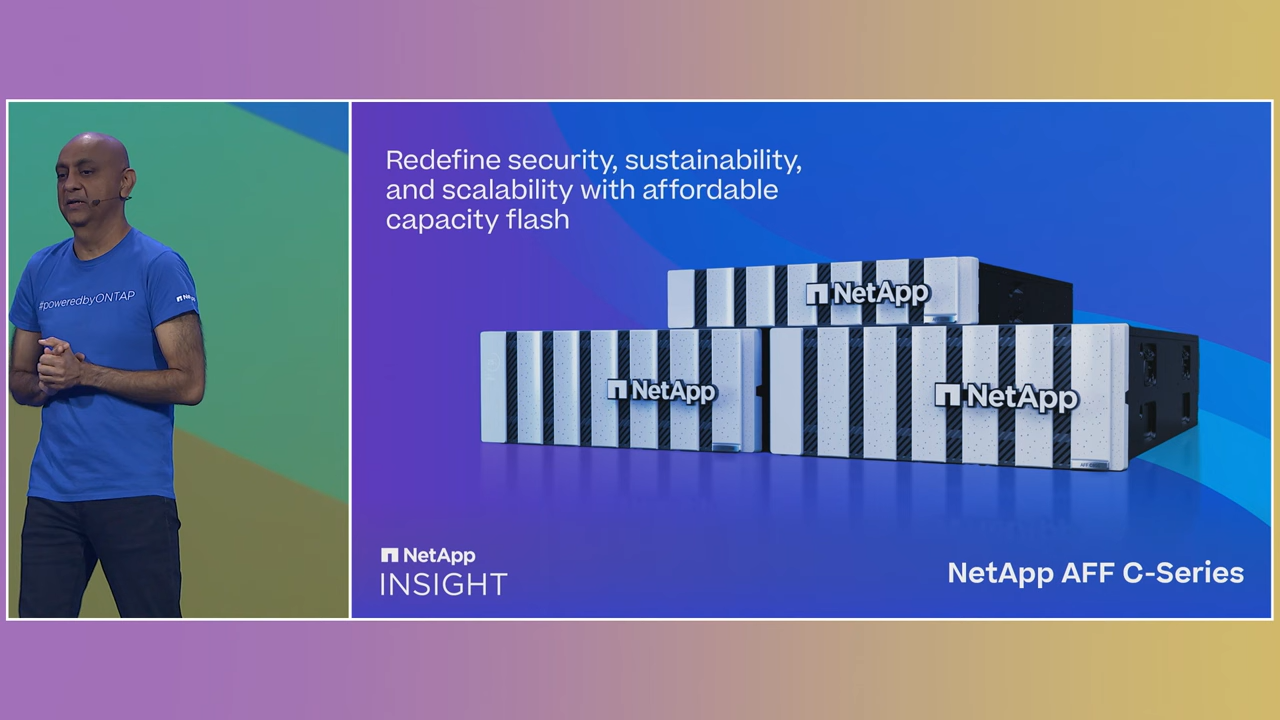 #poweredbyONTAP
Redefine security, sustainability,
and scalability with affordable
capacity flash
NetApp
NetApp
NetApp
NetApp
INSIGHT
NetApp AFF C-Series